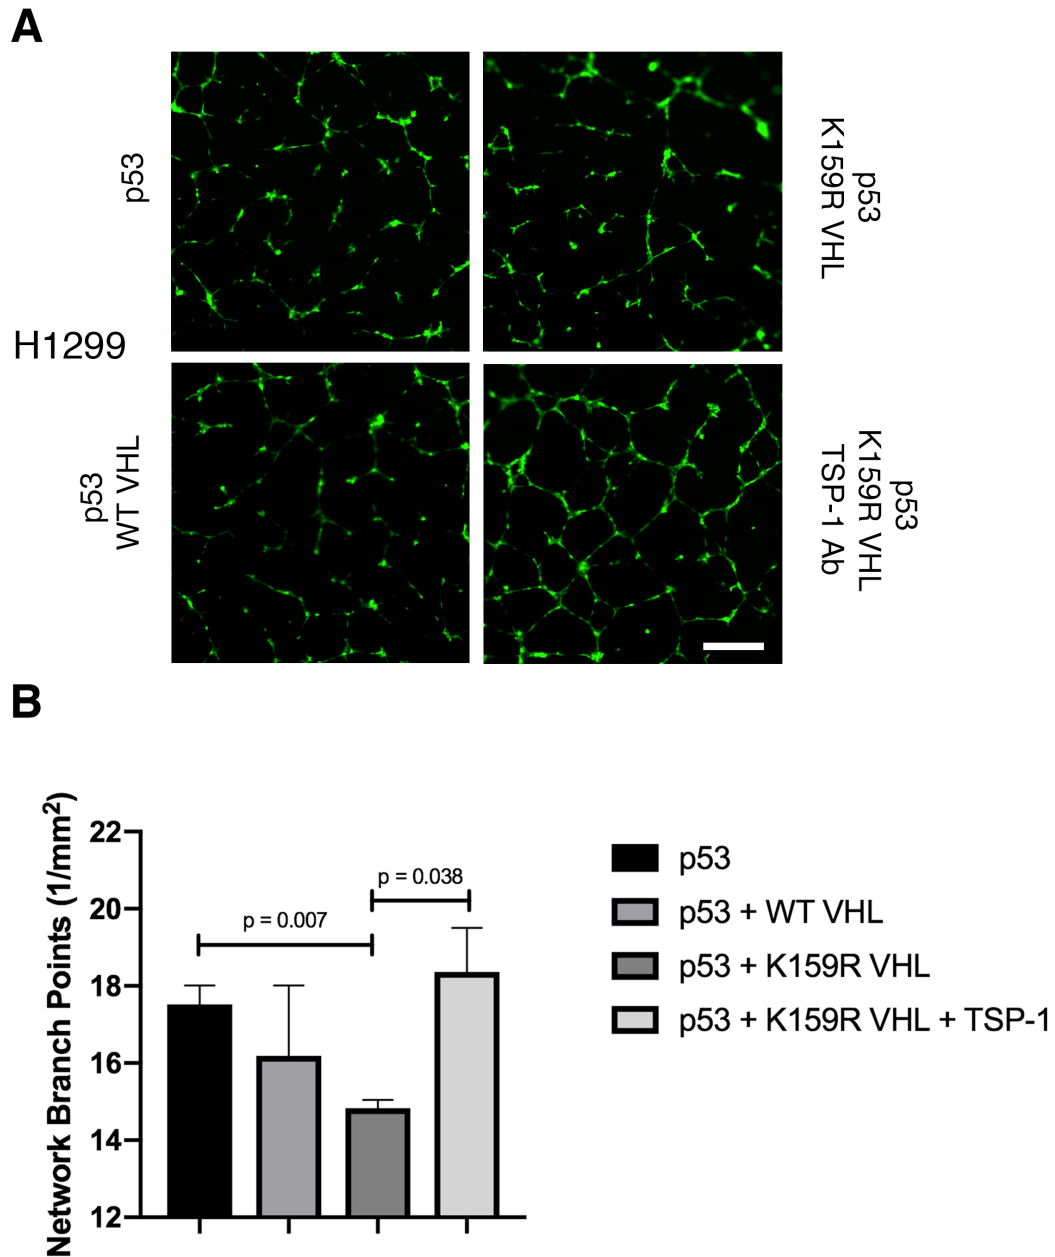 A
p53
p53
K159R VHL
H1299
p53
WT VHL
p53
K159R VHL
TSP-1 Ab
B
Network Branch Points (1/mm²)
22
20
18
16
14
12
p = 0.007
p = 0.038
p53
p53 + WT VHL
p53 + K159R VHL
p53 + K159R VHL + TSP-1